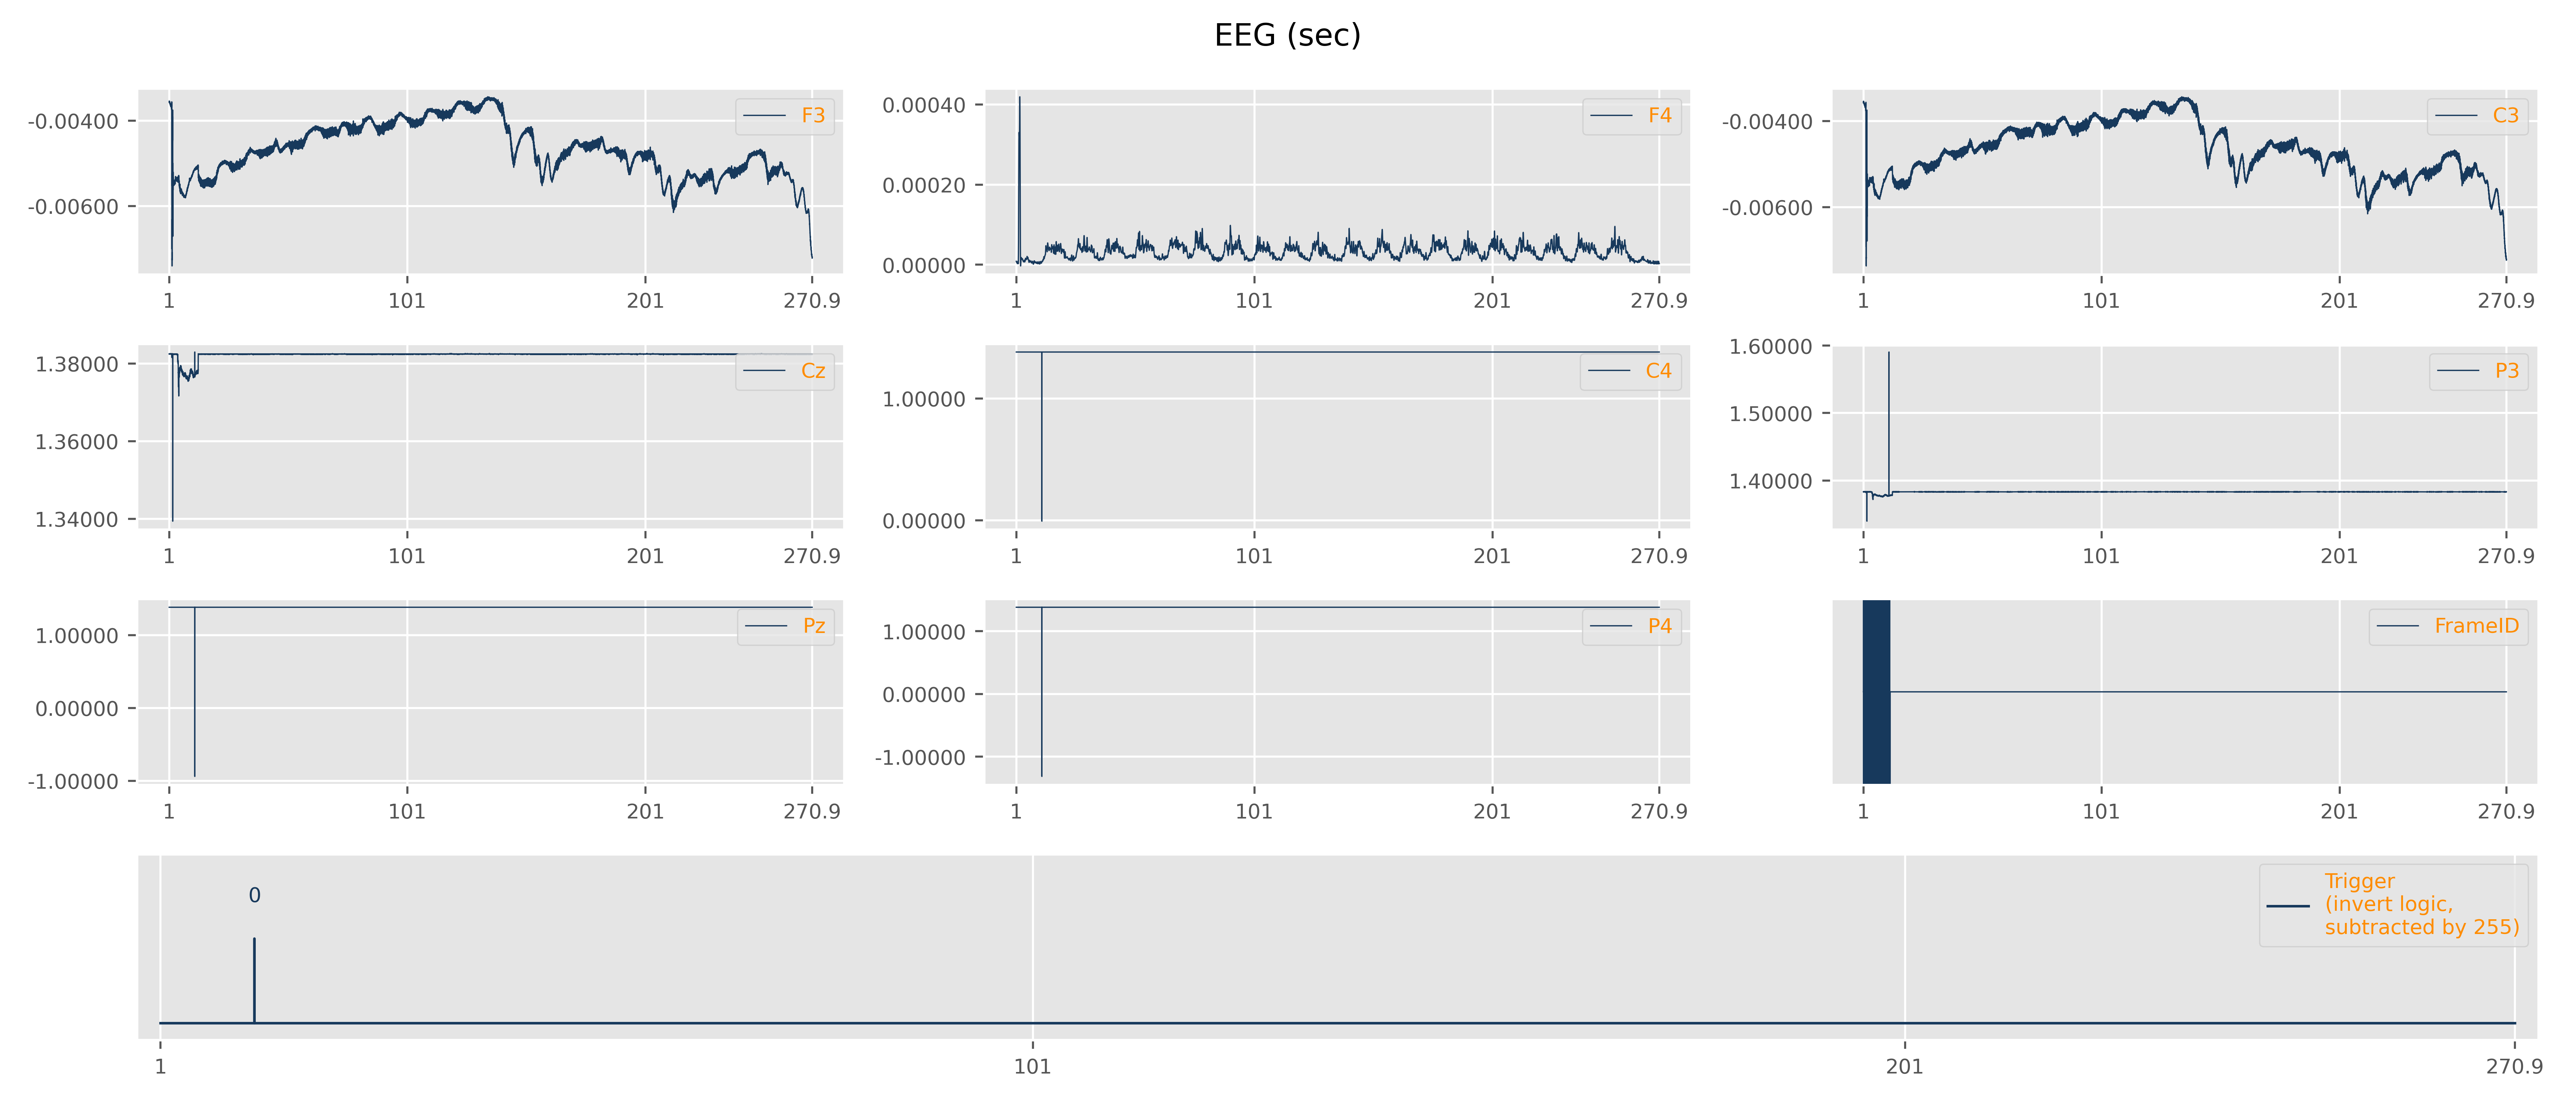 EEG (sec)
F3
-0.00400
-0.00600
1 101 201 270.9
F4
0.00040
0.00020
0.00000
1 101 201 270.9
C3
-0.00400
-0.00600
1 101 201 270.9
Cz
1.38000
1.36000
1.34000
1 101 201 270.9
C4
1.00000
0.00000
1 101 201 270.9
P3
1.60000
1.50000
1.40000
1 101 201 270.9
Pz
1.00000
0.00000
-1.00000
1 101 201 270.9
P4
1.00000
0.00000
-1.00000
1 101 201 270.9
FrameID
1 101 201 270.9
0
Trigger
(invert logic,
subtracted by 255)
1 101 201 270.9